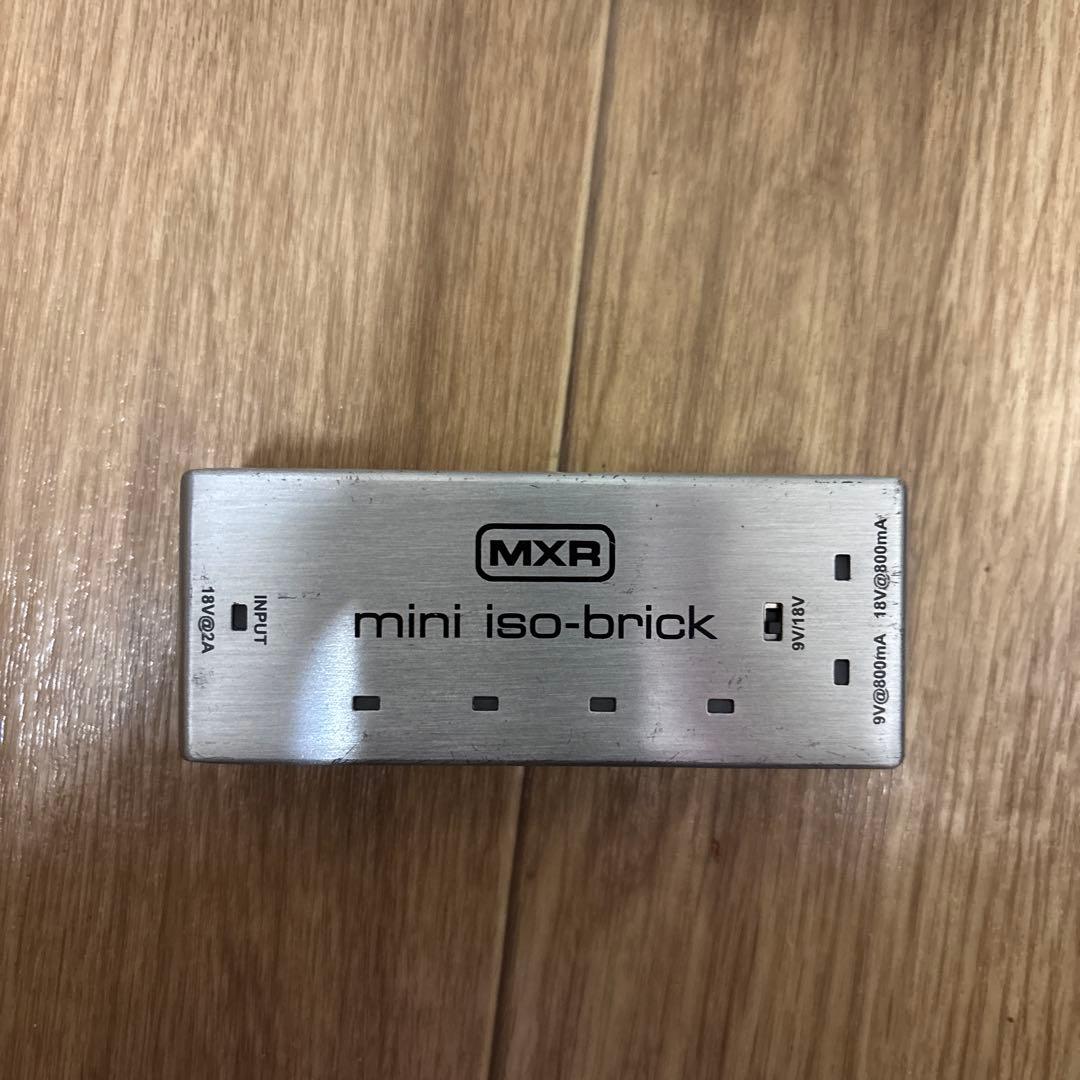 MXR
mini iso-brick
INPUT
18V@2A
9V/18V
9V@800mA 18V@800mA